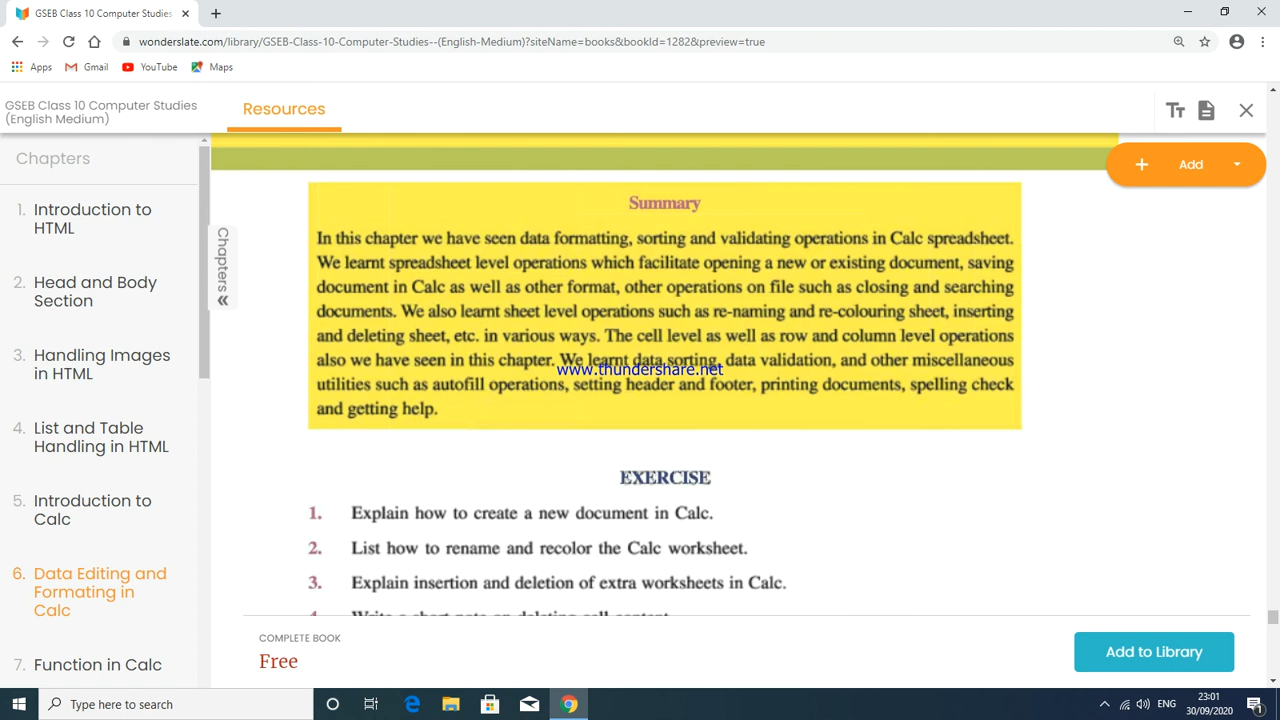 GSEB Class 10 Computer Studies
wonderslate.com/library/GSEB-Class-10-Computer-Studies--(English-Medium)?siteName=books&bookId=1282&preview=true
Apps Gmail YouTube Maps
GSEB Class 10 Computer Studies
(English Medium)
Resources
Chapters
Add
1. Introduction to
HTML
2. Head and Body
Section
3. Handling Images
in HTML
4. List and Table
Handling in HTML
5. Introduction to
Calc
6. Data Editing and
Formating in
Calc
7. Function in Calc
Chapters
Summary
In this chapter we have seen data formatting, sorting and validating operations in Calc spreadsheet.
We learnt spreadsheet level operations which facilitate opening a new or existing document, saving
document in Calc as well as other format, other operations on file such as closing and searching
documents. We also learnt sheet level operations such as re-naming and re-colouring sheet, inserting
and deleting sheet, etc. in various ways. The cell level as well as row and column level operations
also we have seen in this chapter. We learnt data sorting, data validation, and other miscellaneous
www.thundershare.net
utilities such as autofill operations, setting header and footer, printing documents, spelling check
and getting help.
EXERCISE
1. Explain how to create a new document in Calc.
2. List how to rename and recolor the Calc worksheet.
3. Explain insertion and deletion of extra worksheets in Calc.
4. Write a short note on deleting cell content.
COMPLETE BOOK
Free
Add to Library
Type here to search
ENG
23:01
30/09/2020
1